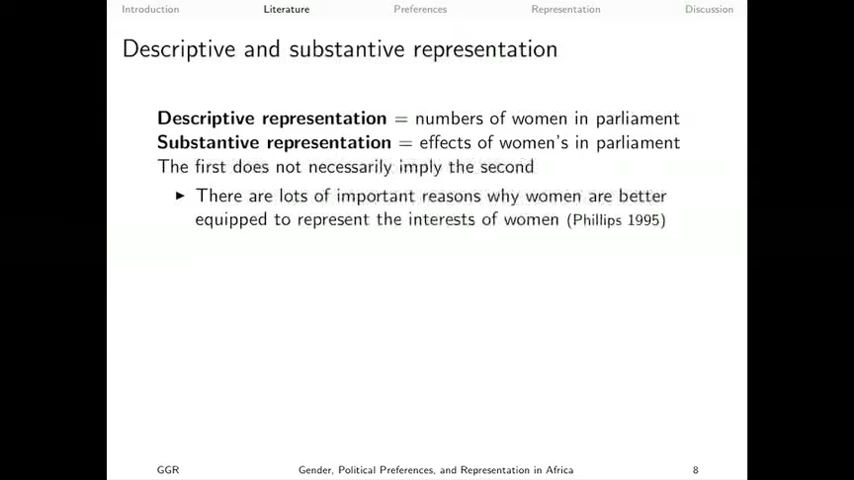 Introduction Literature Preferences Representation Discussion
Descriptive and substantive representation
Descriptive representation = numbers of women in parliament
Substantive representation = effects of women's in parliament
The first does not necessarily imply the second
▶ There are lots of important reasons why women are better
equipped to represent the interests of women (Phillips 1995)
GGR Gender, Political Preferences, and Representation in Africa 8